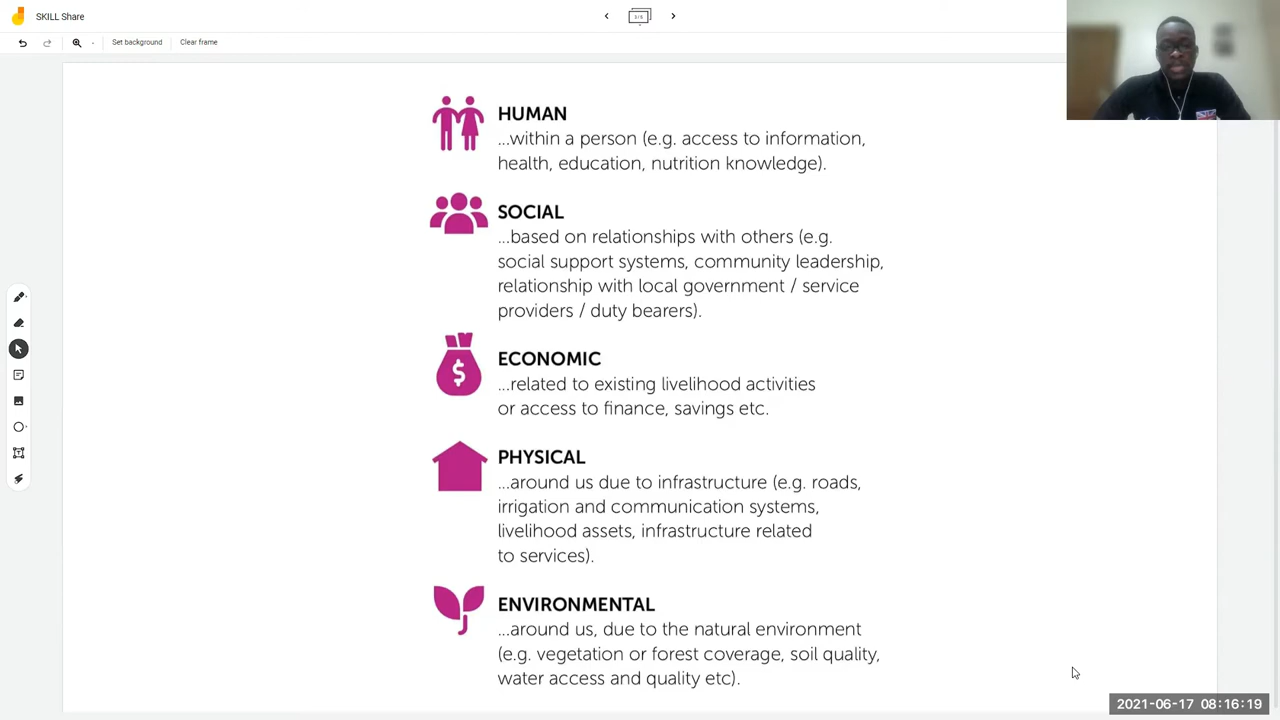 SKILL Share
1/5
Set background
Clear frame
HUMAN
...within a person (e.g. access to information,
health, education, nutrition knowledge).
SOCIAL
...based on relationships with others (e.g.
social support systems, community leadership,
relationship with local government / service
providers / duty bearers).
ECONOMIC
...related to existing livelihood activities
or access to finance, savings etc.
$
PHYSICAL
...around us due to infrastructure (e.g. roads,
irrigation and communication systems,
livelihood assets, infrastructure related
to services).
ENVIRONMENTAL
...around us, due to the natural environment
(e.g. vegetation or forest coverage, soil quality,
water access and quality etc).
2021-06-17 08:16:19